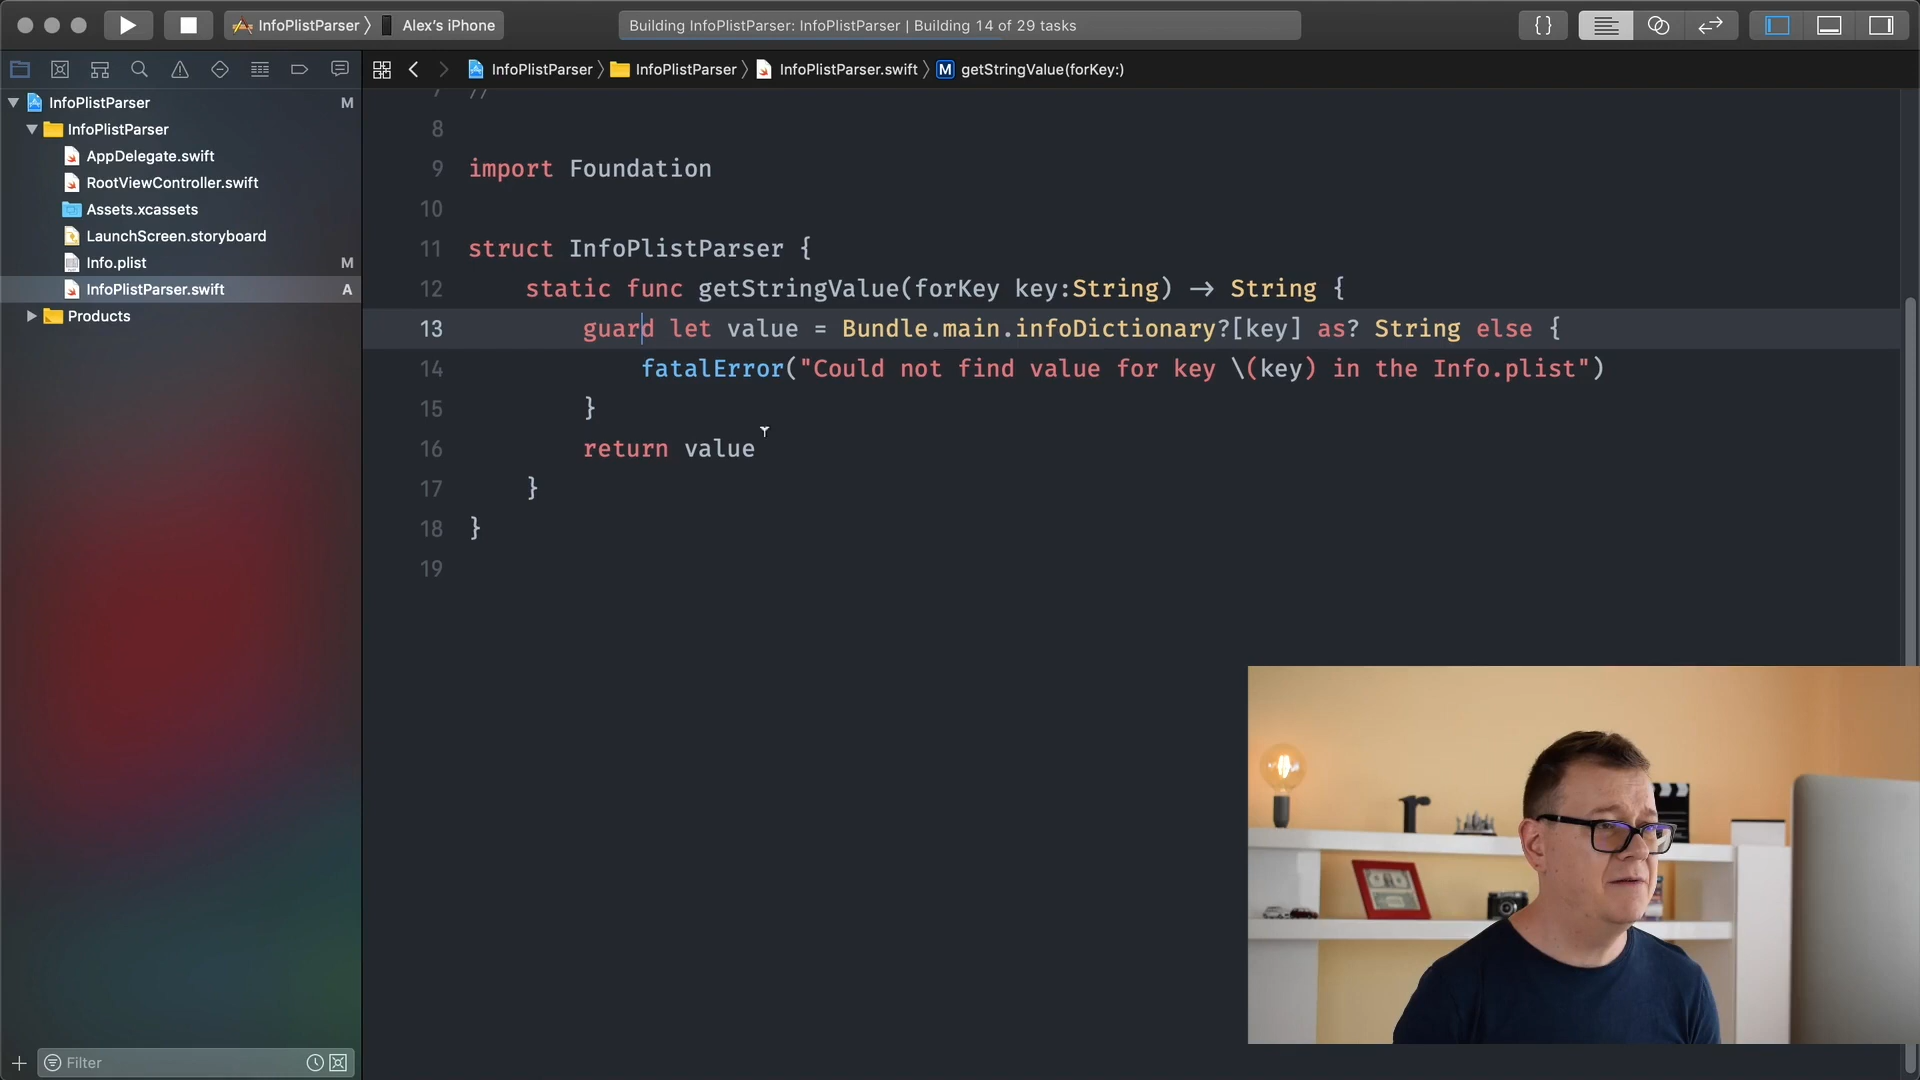 InfoPlistParser 〉 Alex's iPhone
Building InfoPlistParser: InfoPlistParser | Building 14 of 29 tasks
{}
InfoPlistParser 〉 InfoPlistParser 〉 InfoPlistParser.swift 〉 M getStringValue(forKey:)
InfoPlistParser M
InfoPlistParser
AppDelegate.swift
RootViewController.swift
Assets.xcassets
LaunchScreen.storyboard
Info.plist M
InfoPlistParser.swift A
Products
Filter
7 //
8
9 import Foundation
10
11 struct InfoPlistParser {
12 static func getStringValue(forKey key:String) -> String {
13 guard let value = Bundle.main.infoDictionary?[key] as? String else {
14 fatalError("Could not find value for key \(key) in the Info.plist")
15 }
16 return value
17 }
18 }
19